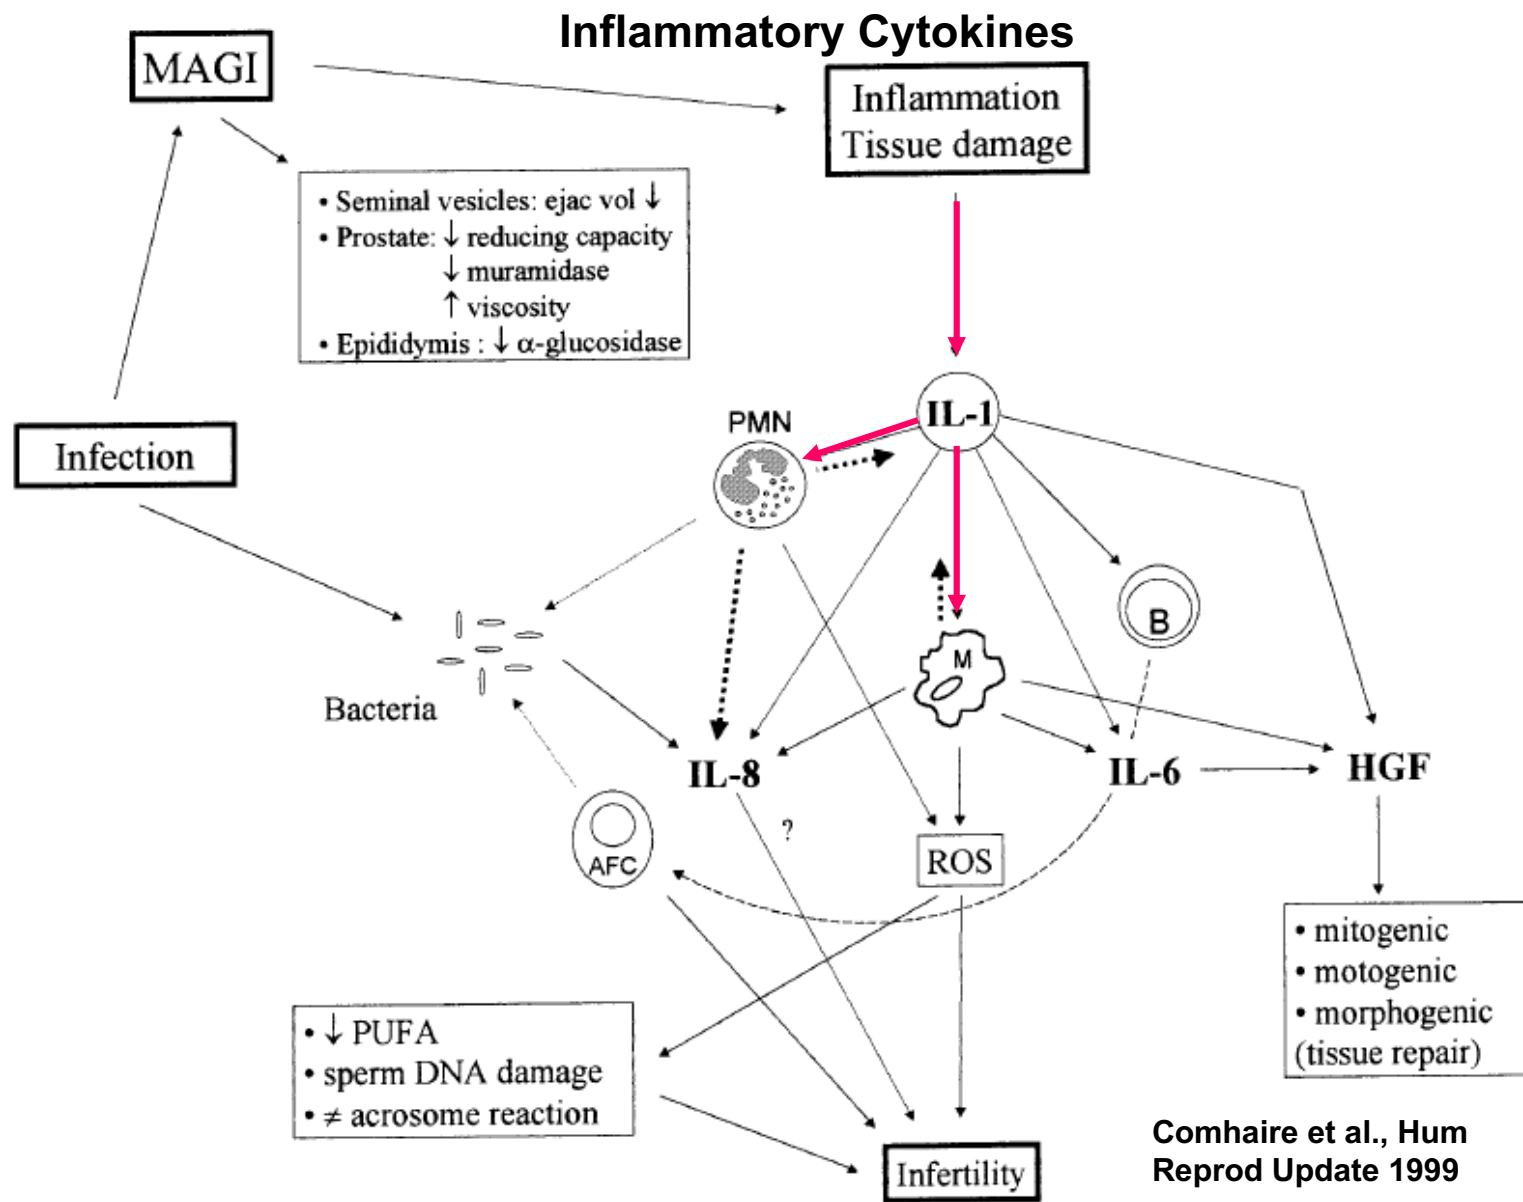 Inflammatory Cytokines
MAGI
Inflammation
Tissue damage
• Seminal vesicles: ejac vol ↓
• Prostate: ↓ reducing capacity
↓ muramidase
↑ viscosity
• Epididymis : ↓ α-glucosidase
IL-1
PMN
Infection
B
M
Bacteria
IL-8
IL-6
HGF
?
AFC
ROS
• mitogenic
• motogenic
• morphogenic
(tissue repair)
• ↓ PUFA
• sperm DNA damage
• ≠ acrosome reaction
Infertility
Comhaire et al., Hum
Reprod Update 1999